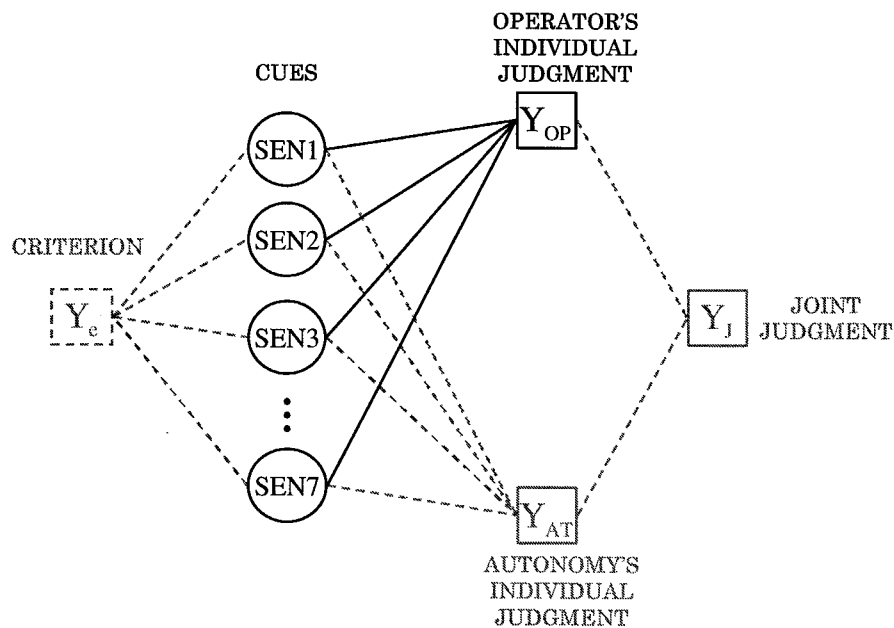 OPERATOR'S
INDIVIDUAL
JUDGMENT
CUES
Y_OP
SEN1
SEN2
CRITERION
Y_e
SEN3
Y_J
JOINT
JUDGMENT
SEN7
Y_AT
AUTONOMY'S
INDIVIDUAL
JUDGMENT